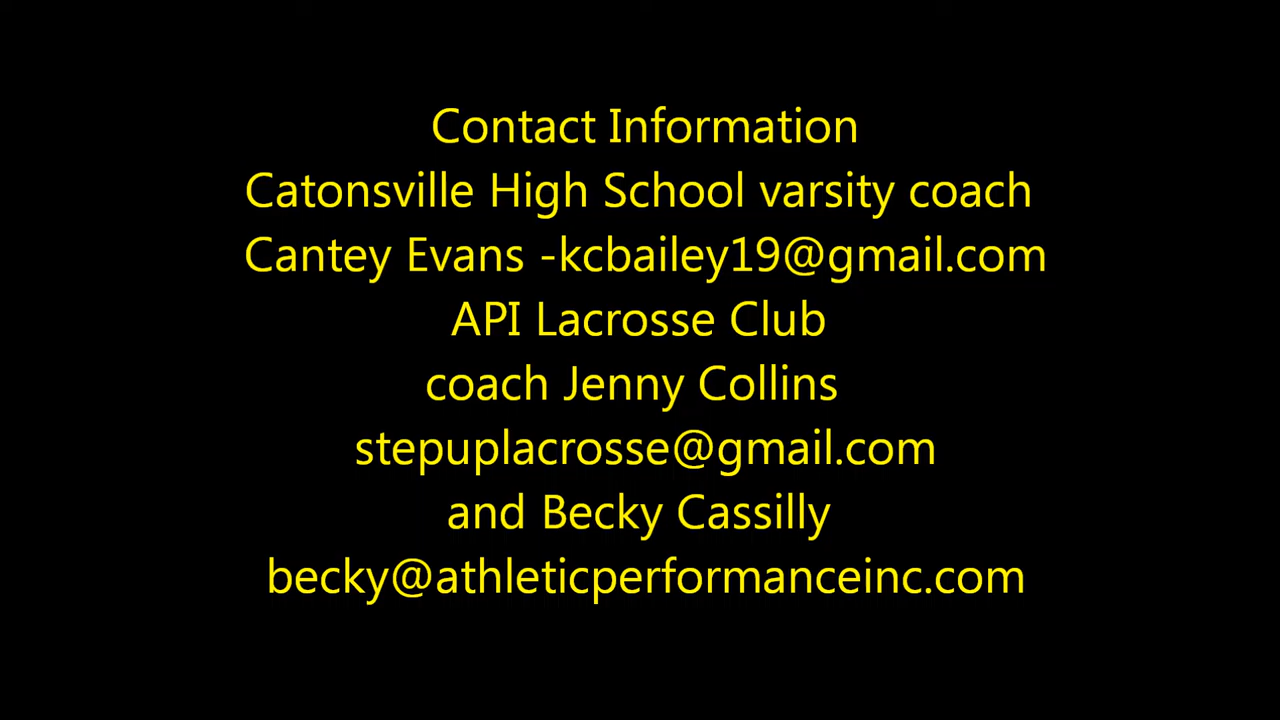 Contact Information
Catonsville High School varsity coach
Cantey Evans -kcbailey19@gmail.com
API Lacrosse Club
coach Jenny Collins
stepuplacrosse@gmail.com
and Becky Cassilly
becky@athleticperformanceinc.com